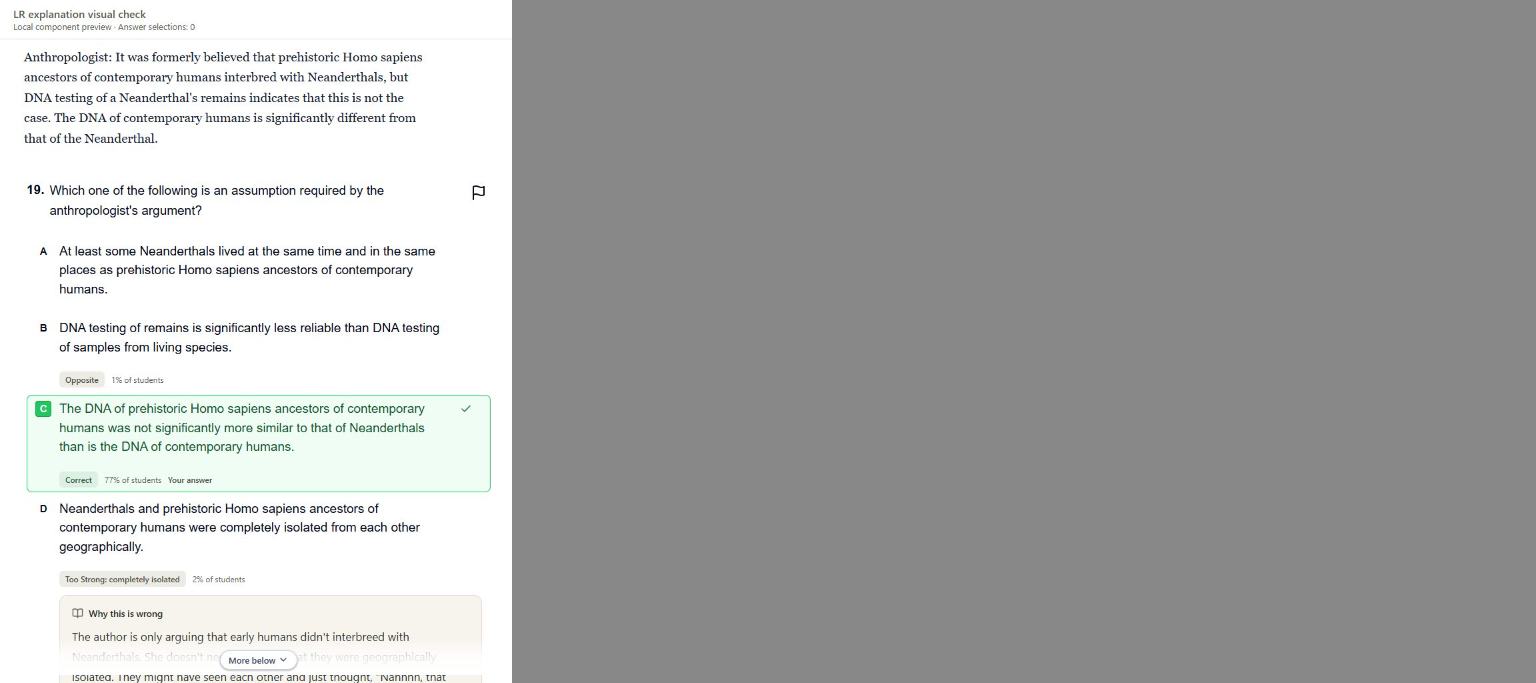 LR explanation visual check
Local component preview · Answer selections: 0
Anthropologist: It was formerly believed that prehistoric Homo sapiens
ancestors of contemporary humans interbred with Neanderthals, but
DNA testing of a Neanderthal's remains indicates that this is not the
case. The DNA of contemporary humans is significantly different from
that of the Neanderthal.
19. Which one of the following is an assumption required by the
anthropologist's argument?
A At least some Neanderthals lived at the same time and in the same
places as prehistoric Homo sapiens ancestors of contemporary
humans.
B DNA testing of remains is significantly less reliable than DNA testing
of samples from living species.
Opposite 1% of students
C The DNA of prehistoric Homo sapiens ancestors of contemporary
humans was not significantly more similar to that of Neanderthals
than is the DNA of contemporary humans.
Correct 77% of students Your answer
D Neanderthals and prehistoric Homo sapiens ancestors of
contemporary humans were completely isolated from each other
geographically.
Too Strong: completely isolated 2% of students
Why this is wrong
The author is only arguing that early humans didn't interbred with
Neanderthals. She doesn't at they were geographically
More below
isolated. They might have seen each other and just thought, "Nahhh, that